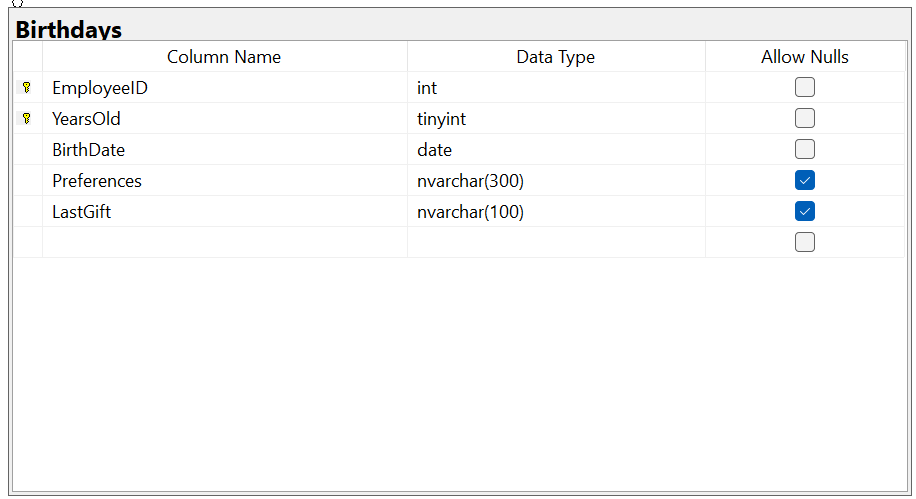 Birthdays
Column Name Data Type Allow Nulls
EmployeeID int
YearsOld tinyint
BirthDate date
Preferences nvarchar(300)
LastGift nvarchar(100)